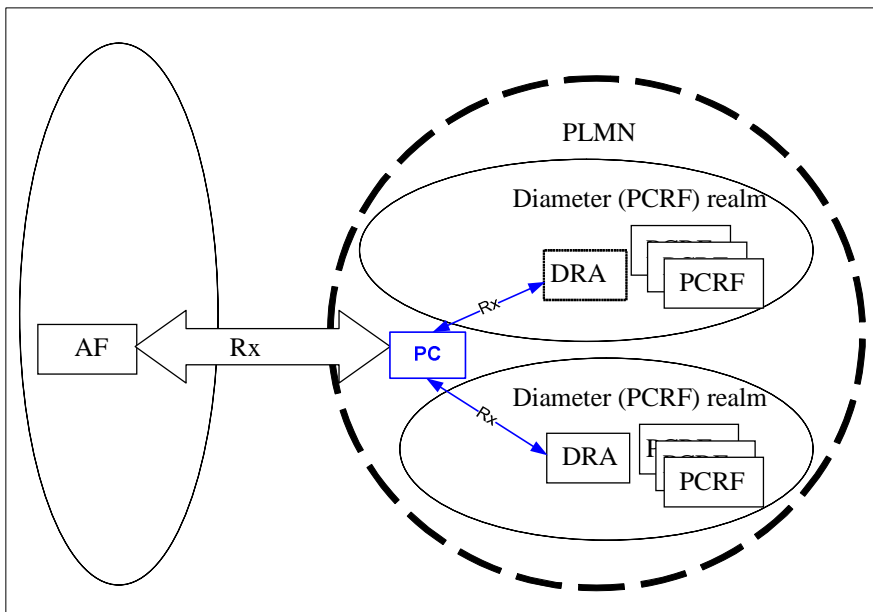 PLMN
Diameter (PCRF) realm
DRA
PCRF
Rx
AF
Rx
PC
Rx
Diameter (PCRF) realm
DRA
PCRF